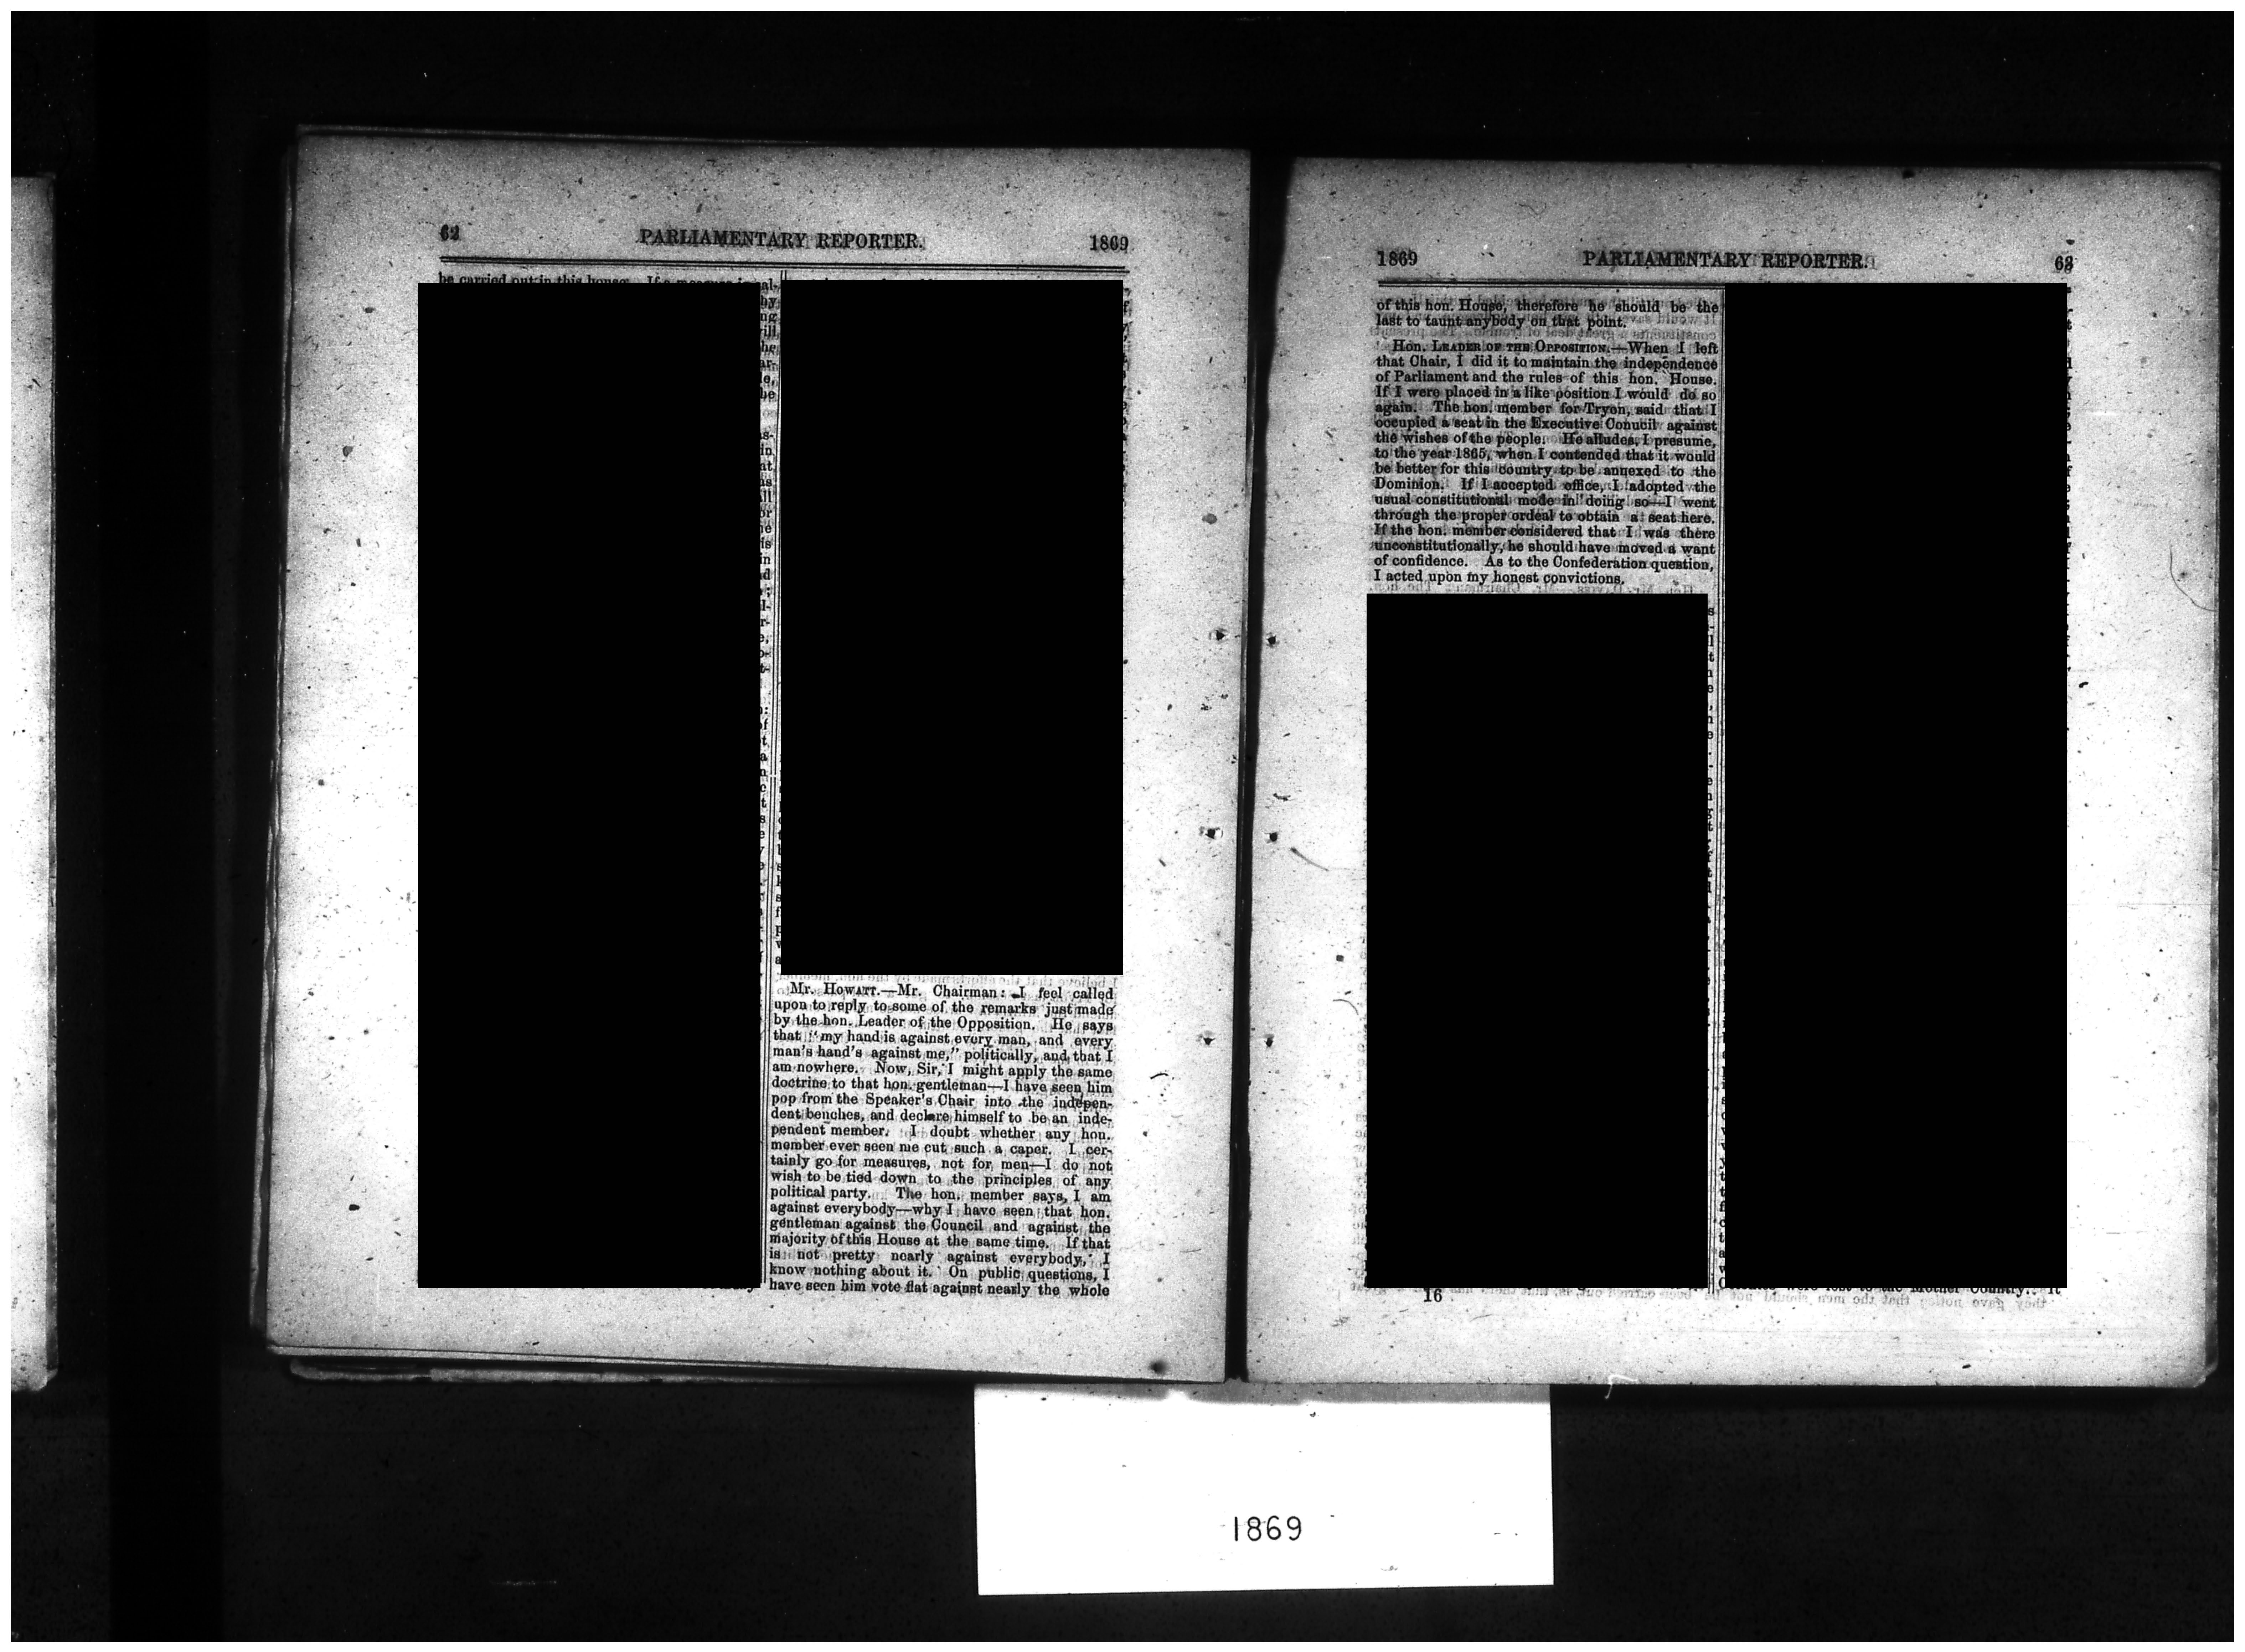 62 PARLIAMENTARY REPORTER. 1869
Mr. Howatt.—Mr. Chairman: I feel called
upon to reply to some of the remarks just made
by the hon. Leader of the Opposition. He says
that "my hand is against every man, and every
man's hand's against me," politically, and that I
am nowhere. Now, Sir, I might apply the same
doctrine to that hon. gentleman—I have seen him
pop from the Speaker's Chair into the indepen-
dent benches, and declare himself to be an inde-
pendent member. I doubt whether any hon.
member ever seen me cut such a caper. I cer-
tainly go for measures, not for men—I do not
wish to be tied down to the principles of any
political party. The hon. member says, I am
against everybody—why I have seen that hon.
gentleman against the Council and against the
majority of this House at the same time. If that
is not pretty nearly against everybody, I
know nothing about it. On public questions, I
have seen him vote flat against nearly the whole
1869 PARLIAMENTARY REPORTER. 63
of this hon. House, therefore he should be the
last to taunt anybody on that point.
Hon. Leader of the Opposition.—When I left
that Chair, I did it to maintain the independence
of Parliament and the rules of this hon. House.
If I were placed in a like position I would do so
again. The hon. member for Tryon, said that I
occupied a seat in the Executive Conucil against
the wishes of the people. He alludes, I presume,
to the year 1865, when I contended that it would
be better for this country to be annexed to the
Dominion. If I accepted office, I adopted the
usual constitutional mode in doing so—I went
through the proper ordeal to obtain a seat here.
If the hon. member considered that I was there
unconstitutionally, he should have moved a want
of confidence. As to the Confederation question,
I acted upon my honest convictions.
16
1869